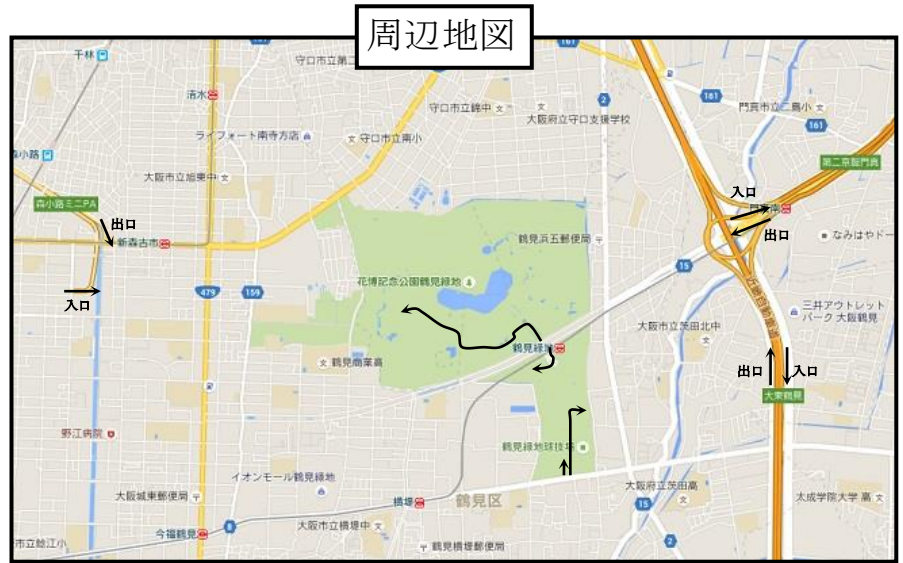 周辺地図
千林
守口市立第二
161
161
清水
2
161
門真市立二島小
守口市立錦中
大阪府立守口支援学校
161
ライフォート南寺方店
守口市立南小
森小路
大阪市立旭東中
第二京阪門真
入口
森小路ミニPA
門真南
出口
新森古市
出口
鶴見浜五郵便局
なみはやドー
15
花博記念公園鶴見緑地
近畿自動車道
入口
479
159
三井アウトレット
パーク 大阪鶴見
大阪市立茨田北中
鶴見緑地
鶴見商業高
出口
入口
大東鶴見
野江病院
鶴見緑地球技場
イオンモール鶴見緑地
大阪府立茨田高
大阪城東郵便局
横堤
鶴見区
15
太成学院大学 高
8
大阪市立横堤中
今福鶴見
2
市立鯰江小
鶴見横堤郵便局